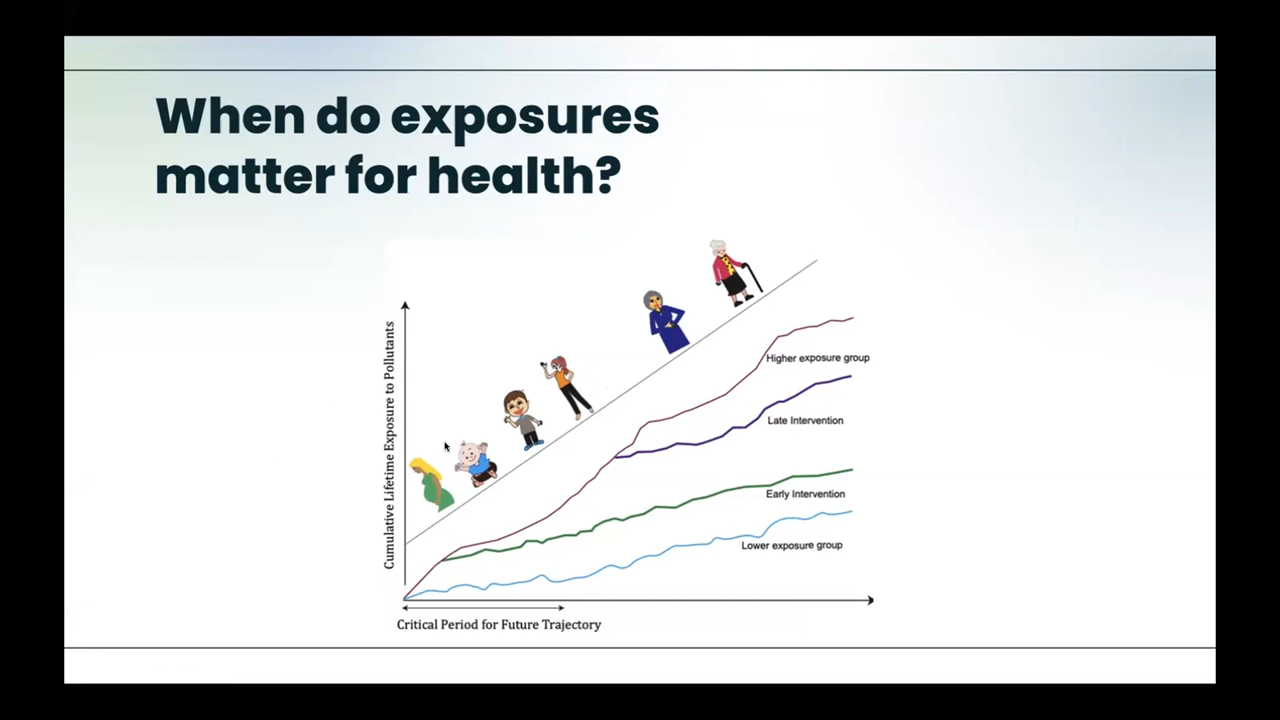 When do exposures
matter for health?
Cumulative Lifetime Exposure to Pollutants
Higher exposure group
Late Intervention
Early Intervention
Lower exposure group
Critical Period for Future Trajectory